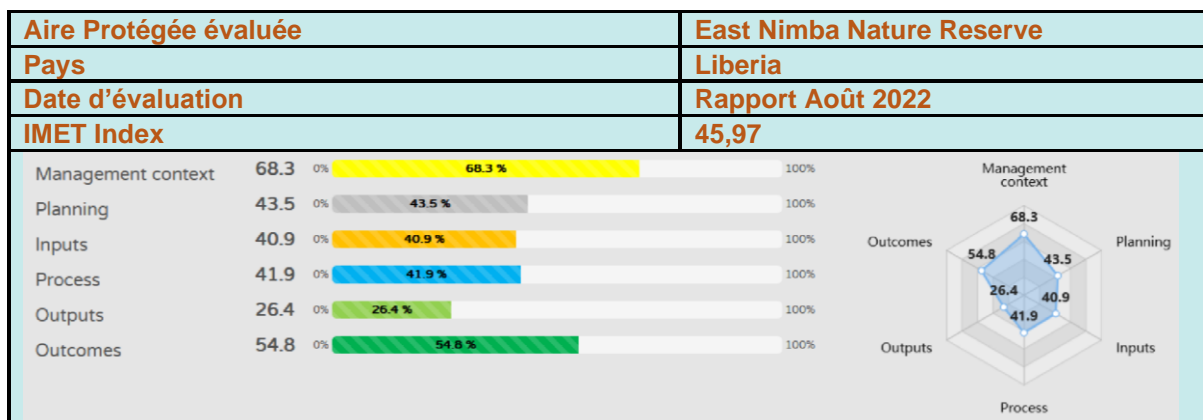 Aire Protégée évaluée East Nimba Nature Reserve
Pays Liberia
Date d'évaluation Rapport Août 2022
IMET Index 45,97
Management context 68.3 0% 68.3 % 100%
Planning 43.5 0% 43.5 % 100%
Inputs 40.9 0% 40.9 % 100%
Process 41.9 0% 41.9 % 100%
Outputs 26.4 0% 26.4 % 100%
Outcomes 54.8 0% 54.8 % 100%
Management
context
68.3
Outcomes Planning
54.8 43.5
26.4 40.9
41.9
Outputs Inputs
Process